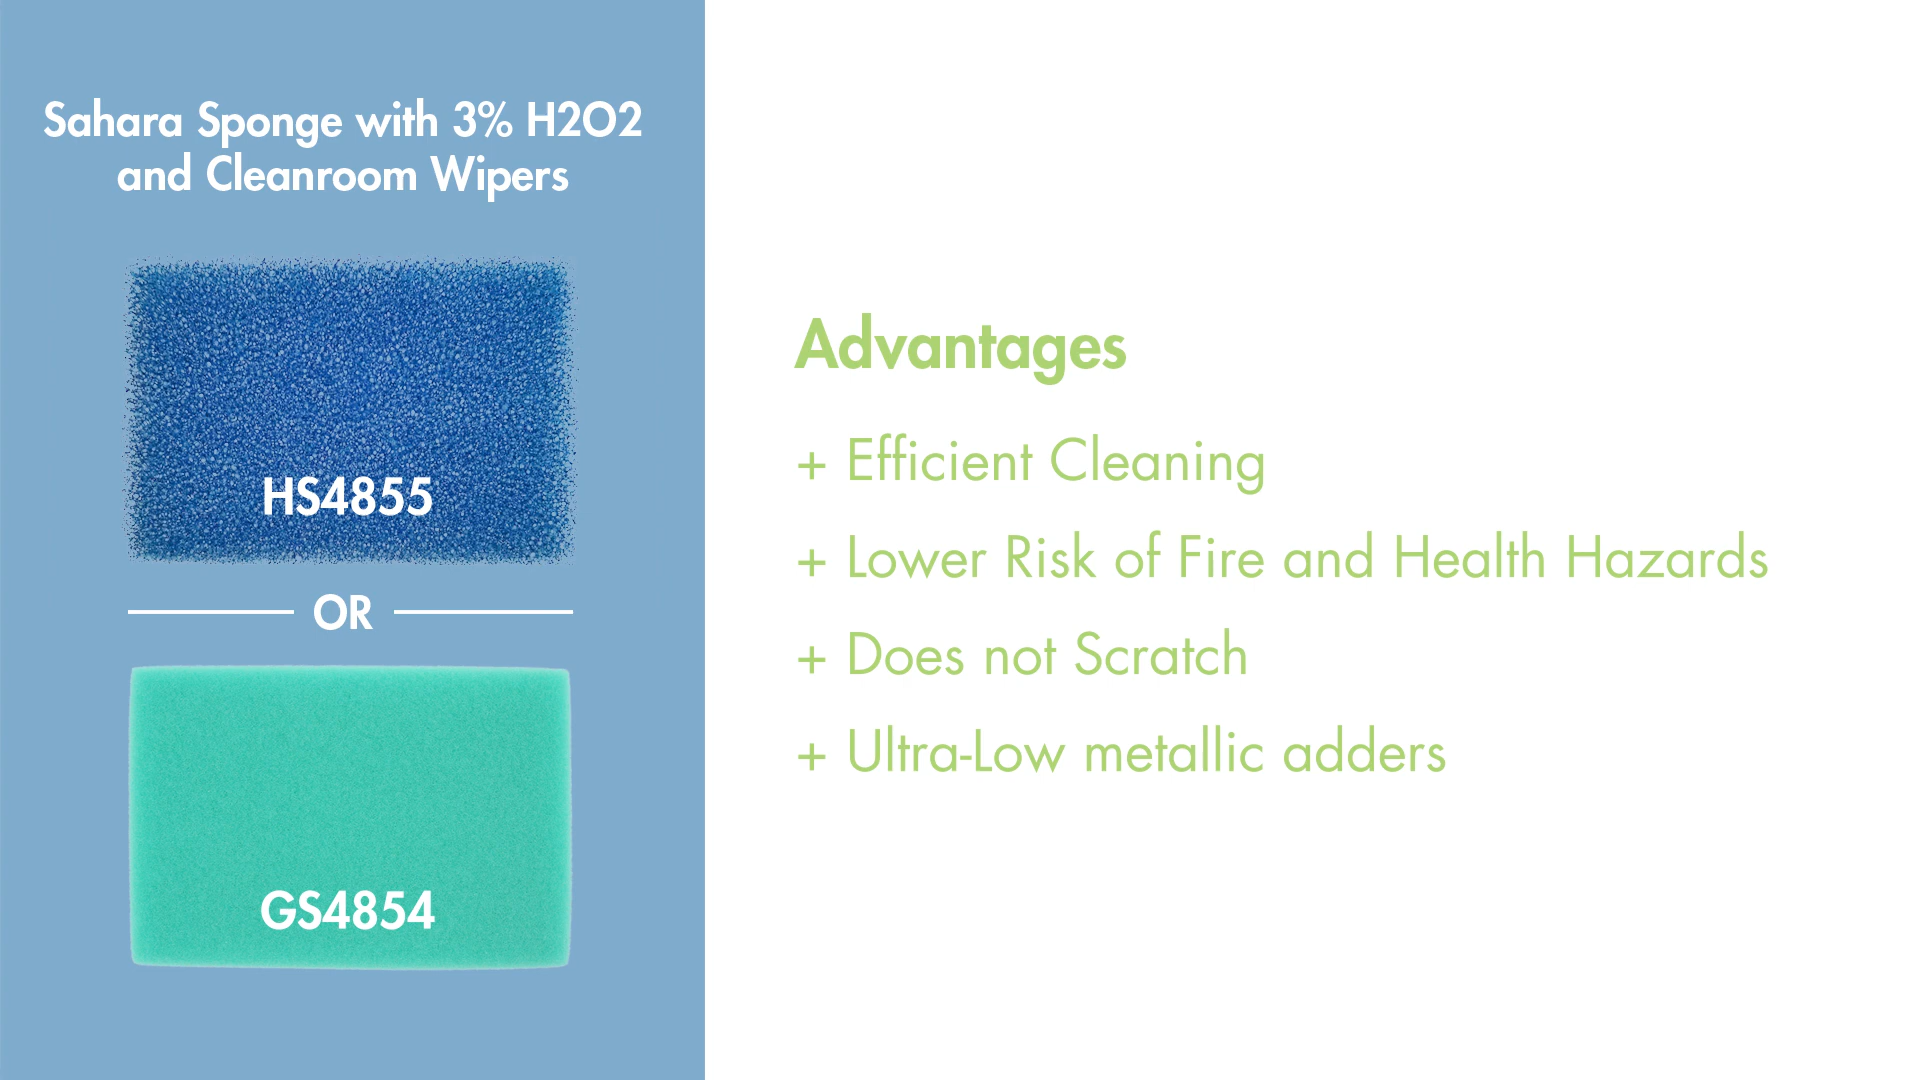 Sahara Sponge with 3% H2O2
and Cleanroom Wipers
HS4855
OR
GS4854
Advantages
+ Efficient Cleaning
+ Lower Risk of Fire and Health Hazards
+ Does not Scratch
+ Ultra-Low metallic adders